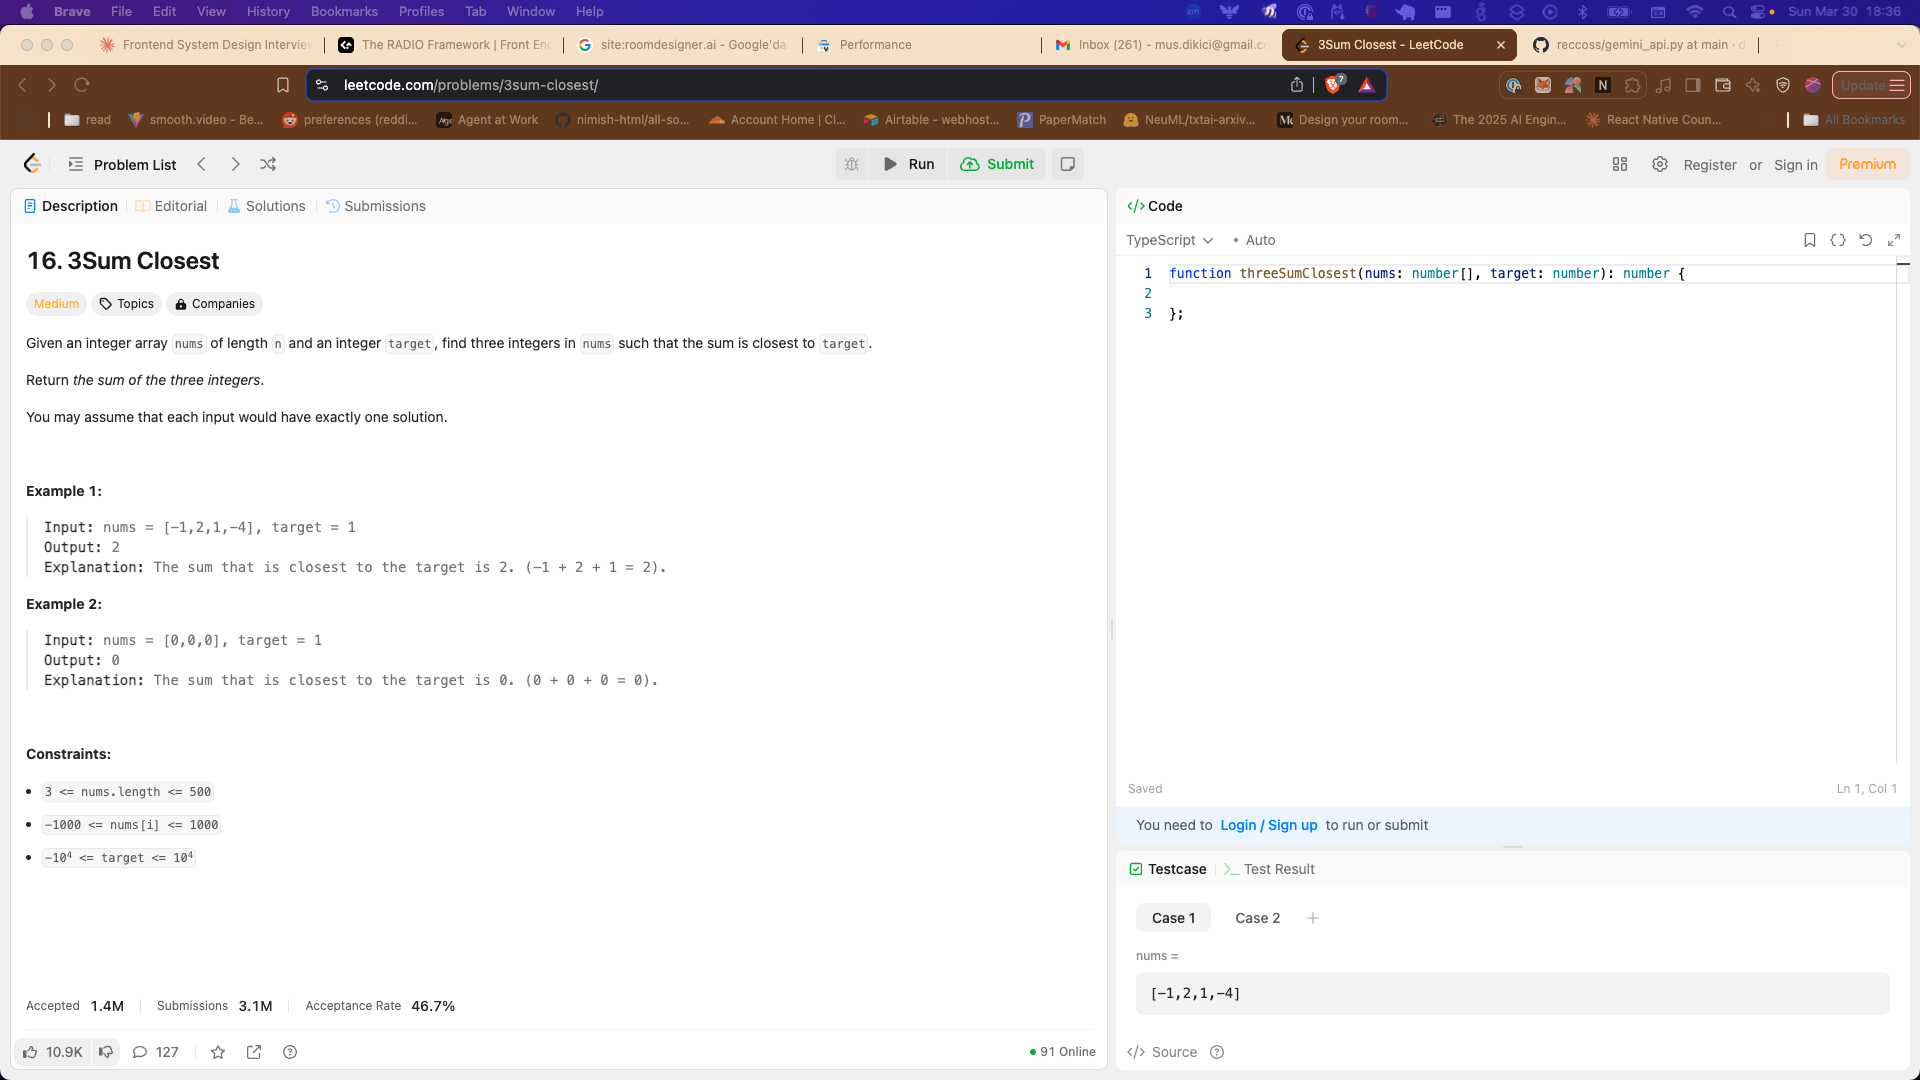 Brave File Edit View History Bookmarks Profiles Tab Window Help
zm
Sun Mar 30 18:36
Frontend System Design Interview
The RADIO Framework | Front End
site:roomdesigner.ai - Google'da
Performance
Inbox (261) - mus.dikici@gmail.co
3Sum Closest - LeetCode
reccoss/gemini_api.py at main · d
leetcode.com/problems/3sum-closest/
7
Update
read
smooth.video - Be...
preferences (reddi...
Agent at Work
nimish-html/all-so...
Account Home | Cl...
Airtable - webhost...
PaperMatch
NeuML/txtai-arxiv...
Design your room...
The 2025 AI Engin...
React Native Coun...
All Bookmarks
Problem List
Run
Submit
Register or Sign in
Premium
Description
Editorial
Solutions
Submissions
16. 3Sum Closest
Medium
Topics
Companies
Given an integer array nums of length n and an integer target, find three integers in nums such that the sum is closest to target.
Return the sum of the three integers.
You may assume that each input would have exactly one solution.
Example 1:
Input: nums = [-1,2,1,-4], target = 1
Output: 2
Explanation: The sum that is closest to the target is 2. (-1 + 2 + 1 = 2).
Example 2:
Input: nums = [0,0,0], target = 1
Output: 0
Explanation: The sum that is closest to the target is 0. (0 + 0 + 0 = 0).
Constraints:
• 3 <= nums.length <= 500
• -1000 <= nums[i] <= 1000
• -10⁴ <= target <= 10⁴
Accepted 1.4M
Submissions 3.1M
Acceptance Rate 46.7%
10.9K
127
91 Online
</> Code
TypeScript
• Auto
1 function threeSumClosest(nums: number[], target: number): number {
2
3 };
Saved
Ln 1, Col 1
You need to Login / Sign up to run or submit
Testcase
>_ Test Result
Case 1
Case 2
+
nums =
[-1,2,1,-4]
</> Source